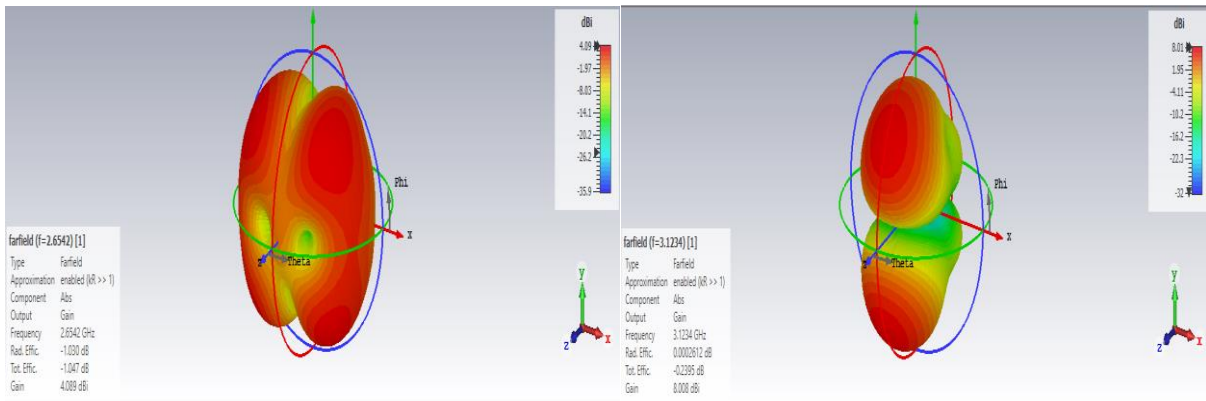 dBi
4.09
-1.97
-8.03
-14.1
-20.2
-26.2
-35.9
Phi
x
z
Theta
farfield (f=2.6542) [1]
Type Farfield
Approximation enabled (kR >> 1)
Component Abs
Output Gain
Frequency 2.6542 GHz
Rad. Effic. -1.030 dB
Tot. Effic. -1.047 dB
Gain 4.089 dBi
y
z
x
dBi
8.01
1.95
-4.11
-10.2
-16.2
-22.3
-32
Phi
x
Theta
farfield (f=3.1234) [1]
Type Farfield
Approximation enabled (kR >> 1)
Component Abs
Output Gain
Frequency 3.1234 GHz
Rad. Effic. 0.0002612 dB
Tot. Effic. -0.2395 dB
Gain 8.008 dBi
y
z
x